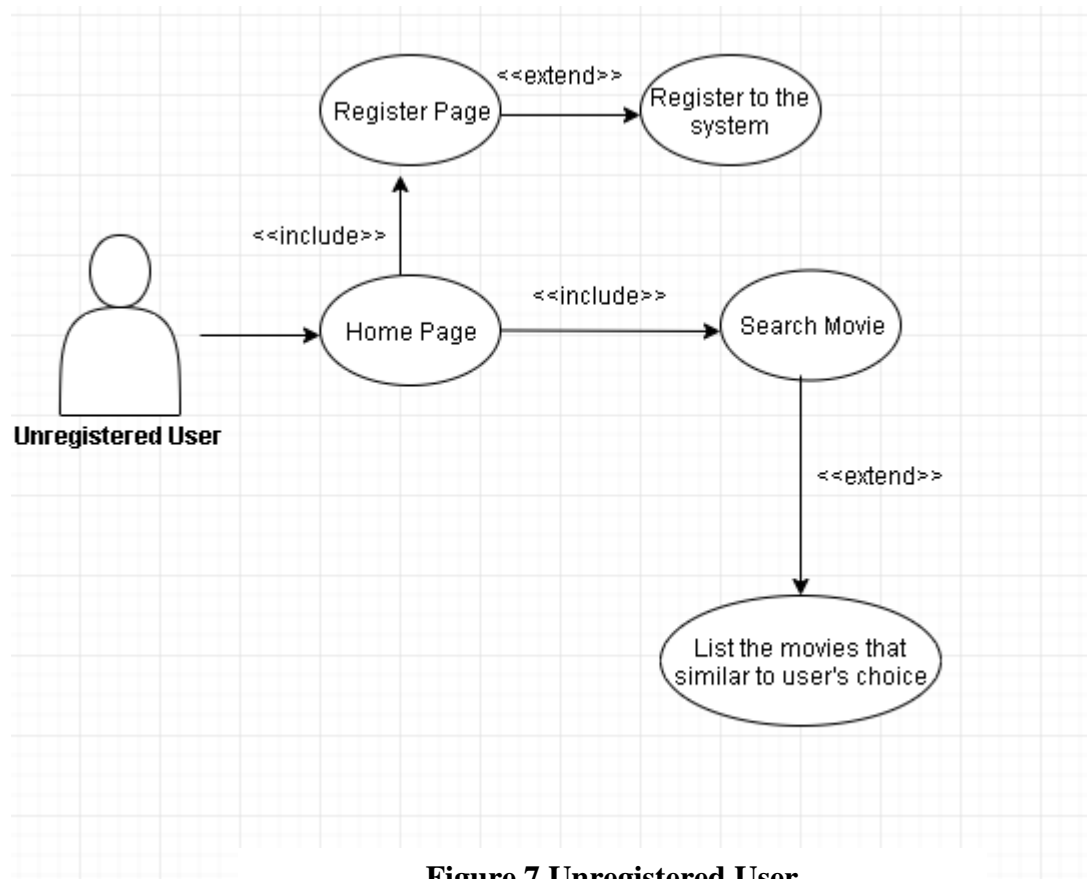 Register Page
<<extend>>
Register to the
system
<<include>>
Home Page
<<include>>
Search Movie
Unregistered User
<<extend>>
List the movies that
similar to user's choice
Figure 7 Unregistered User